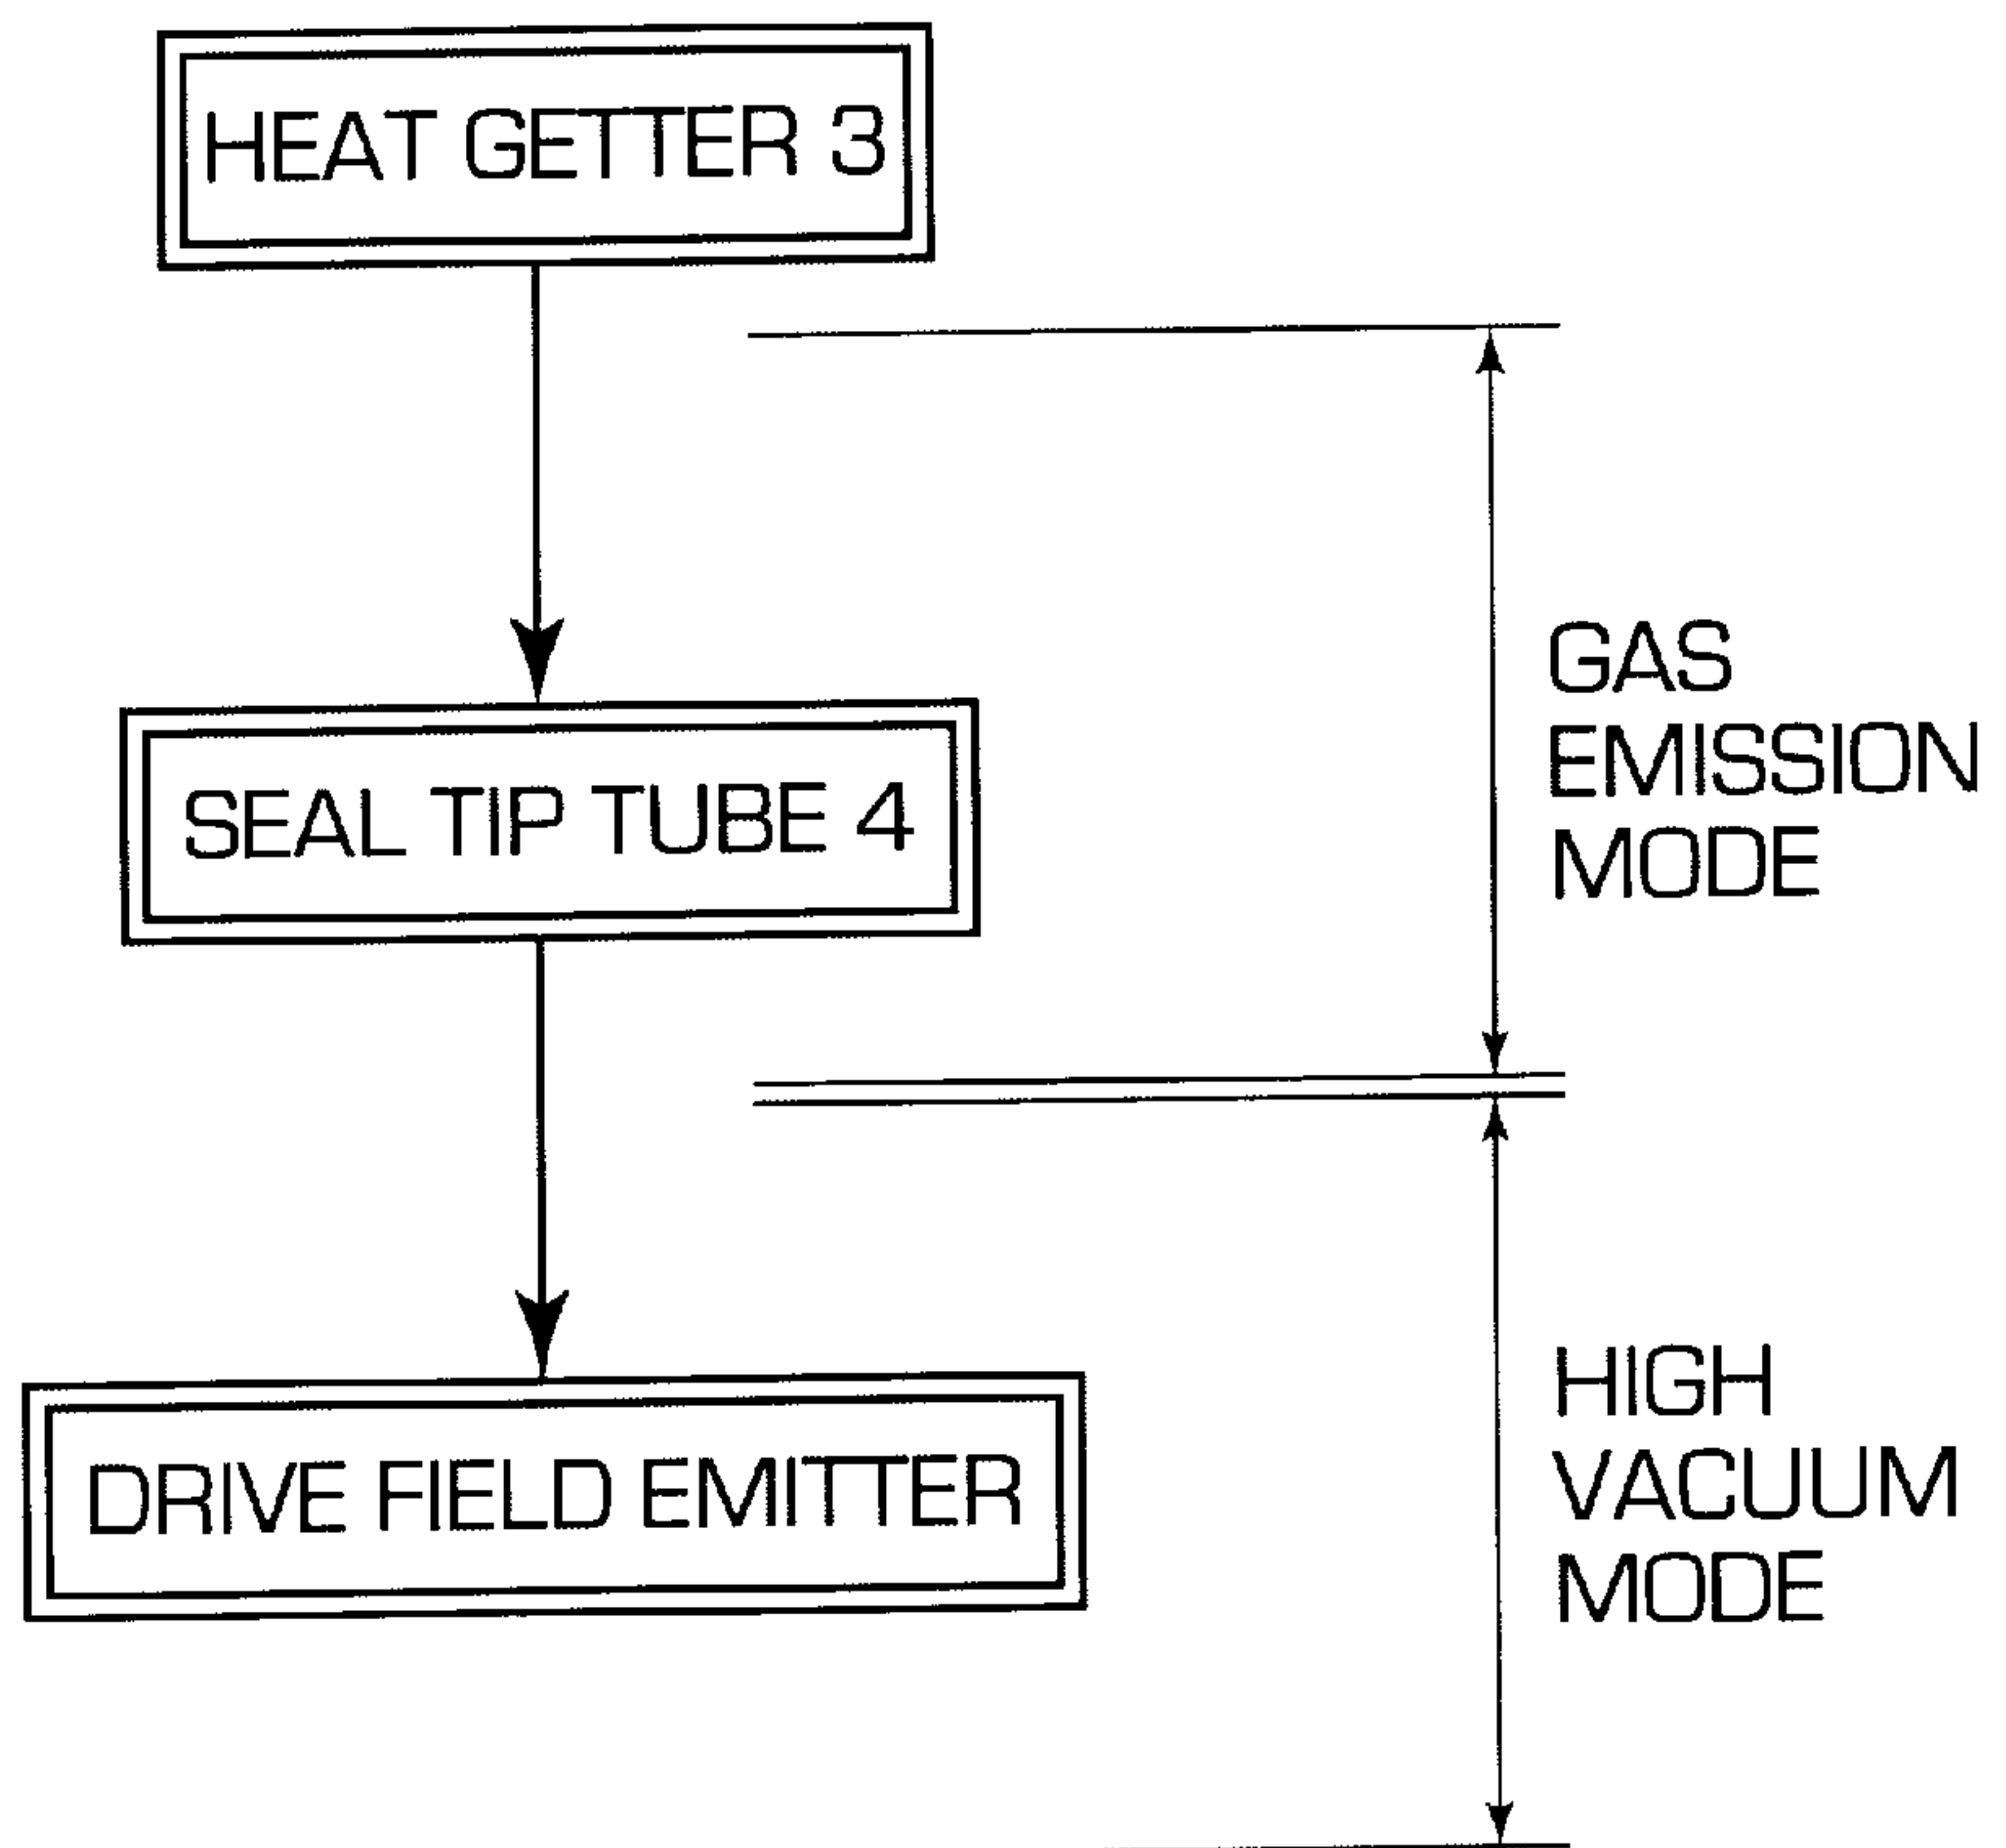 HEAT GETTER 3
GAS
EMISSION
MODE
SEAL TIP TUBE 4
HIGH
VACUUM
MODE
DRIVE FIELD EMITTER